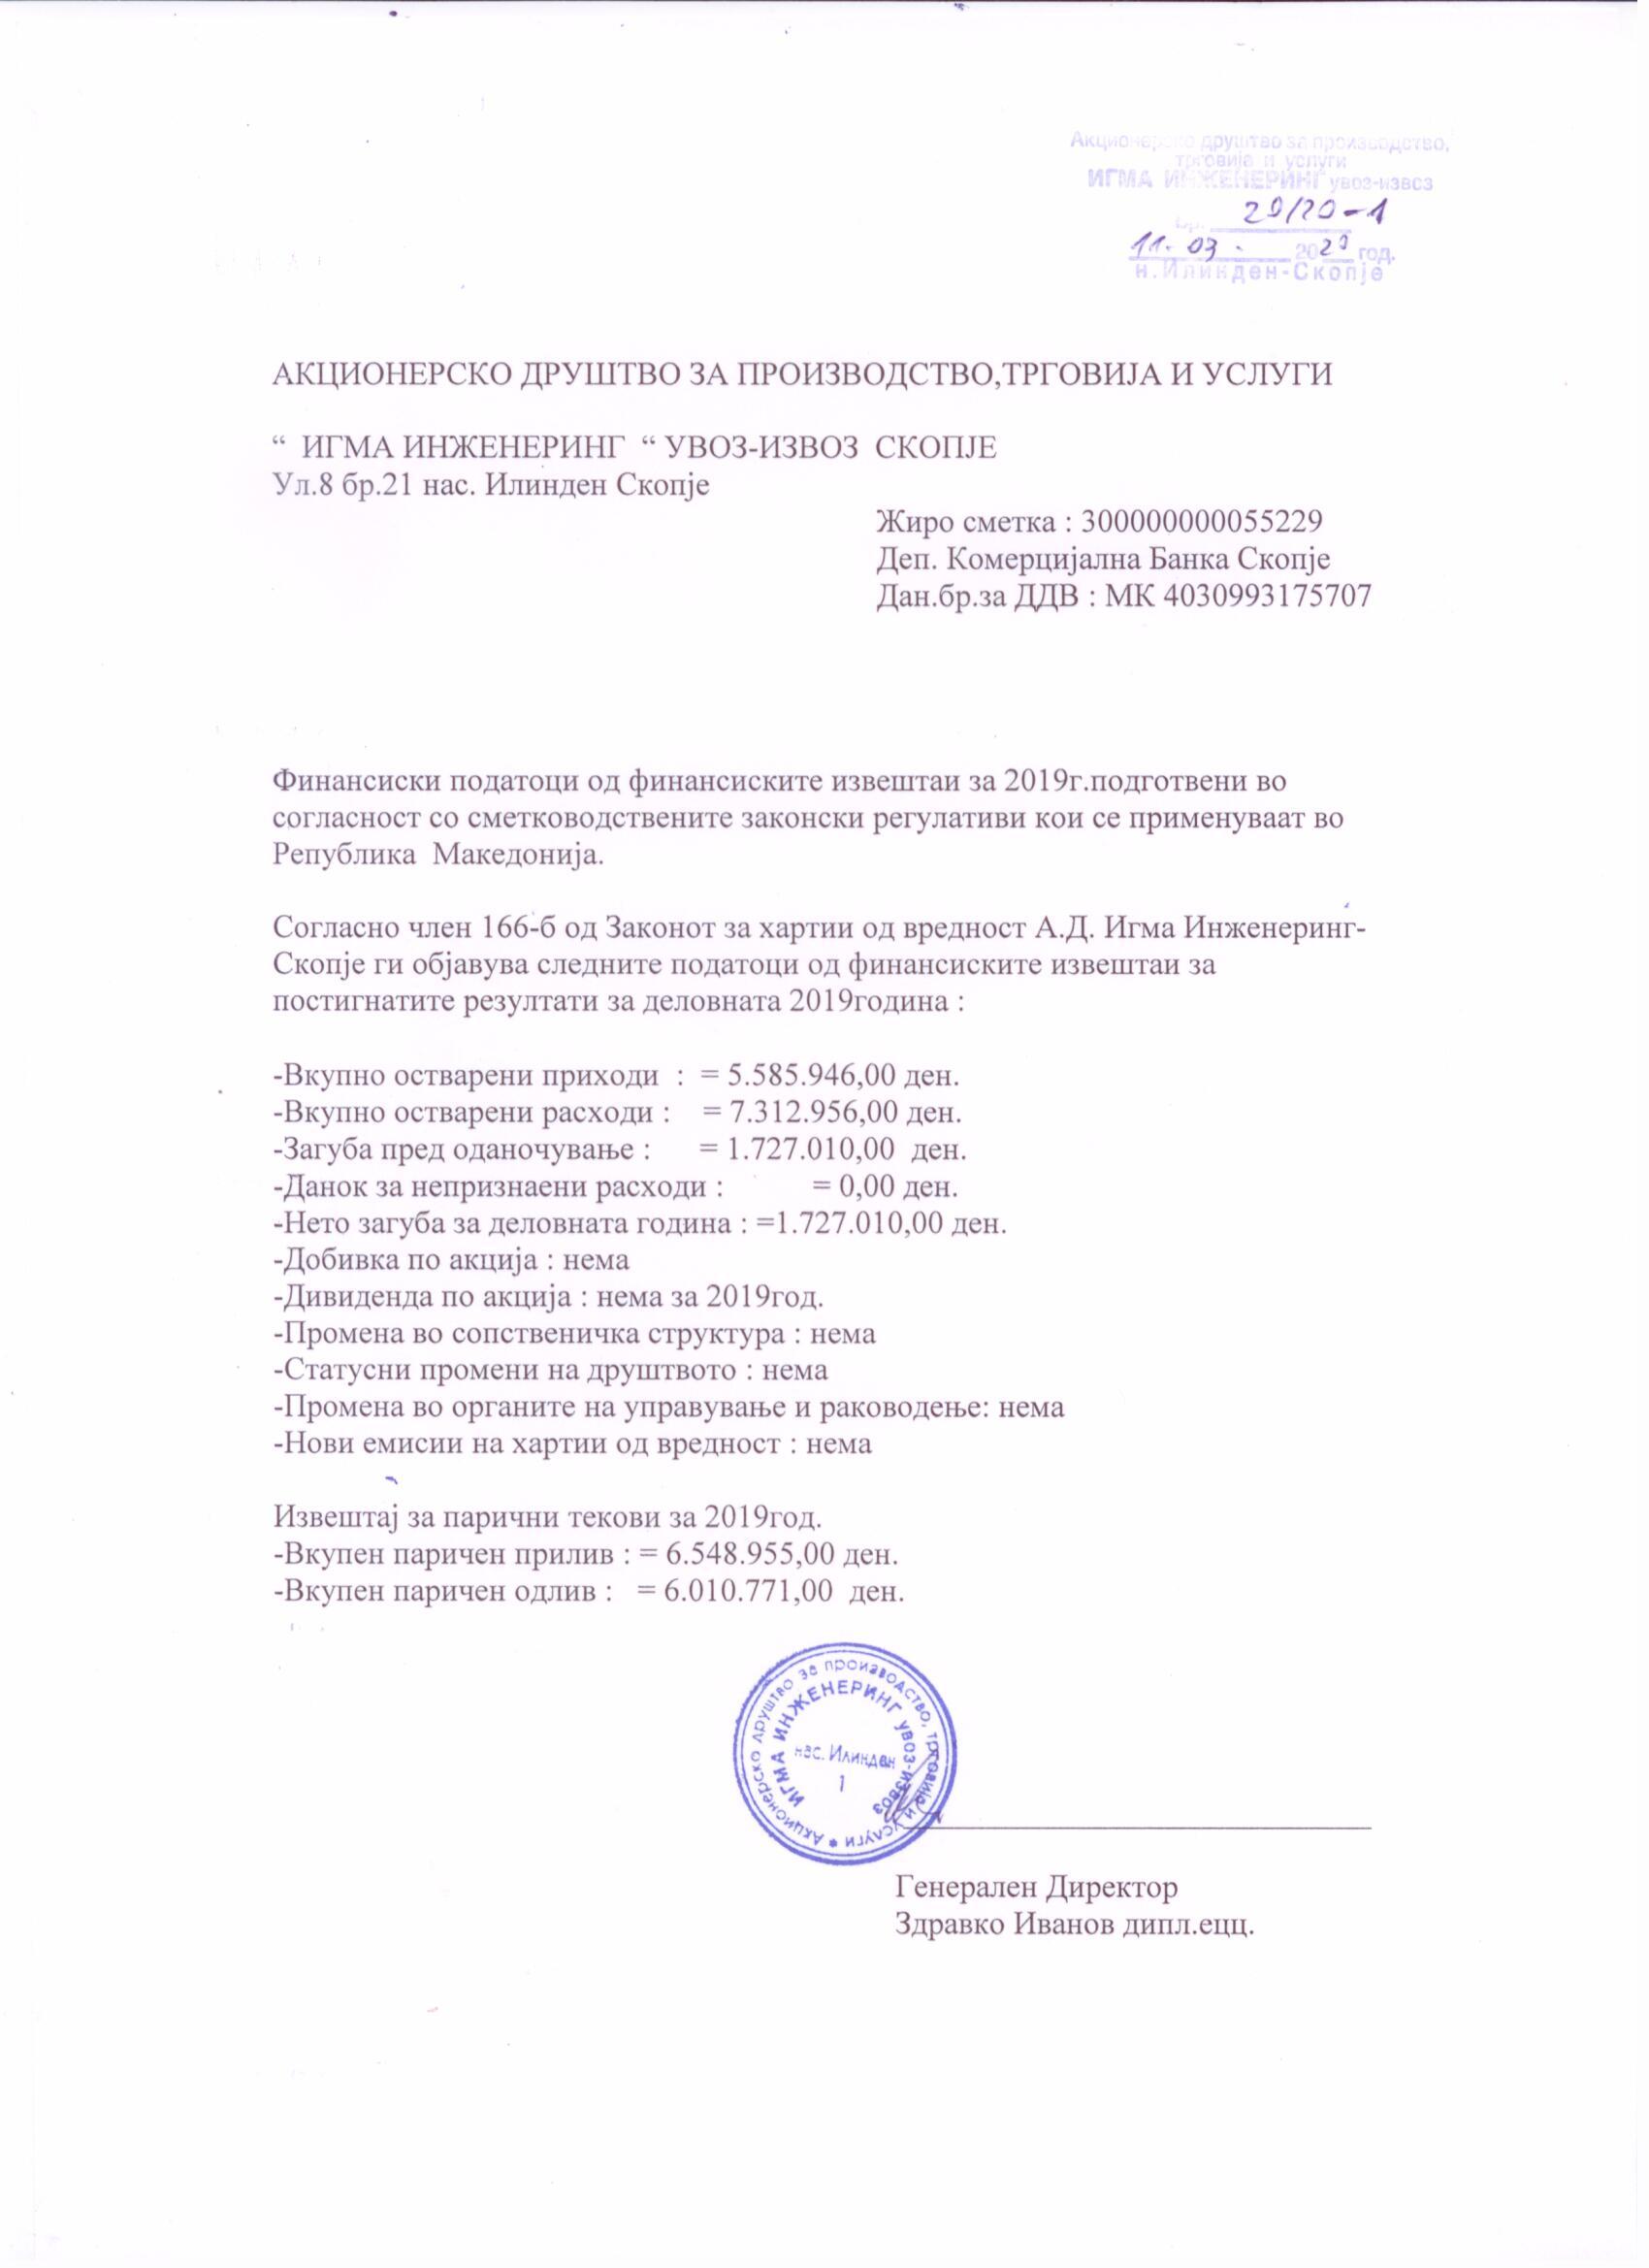 Акционерско друштво за производство,
трговија и услуги
ИГМА ИНЖЕНЕРИНГ увоз-извоз
Бр. 29/20-1
11. 03. 2020 год.
н.Илинден-Скопје
АКЦИОНЕРСКО ДРУШТВО ЗА ПРОИЗВОДСТВО,ТРГОВИЈА И УСЛУГИ
“ ИГМА ИНЖЕНЕРИНГ “ УВОЗ-ИЗВОЗ СКОПЈЕ
Ул.8 бр.21 нас. Илинден Скопје
Жиро сметка : 300000000055229
Деп. Комерцијална Банка Скопје
Дан.бр.за ДДВ : МК 4030993175707
Финансиски податоци од финансиските извештаи за 2019г.подготвени во
согласност со сметководствените законски регулативи кои се применуваат во
Република Македонија.
Согласно член 166-б од Законот за хартии од вредност А.Д. Игма Инженеринг-
Скопје ги објавува следните податоци од финансиските извештаи за
постигнатите резултати за деловната 2019година :
-Вкупно остварени приходи : = 5.585.946,00 ден.
-Вкупно остварени расходи : = 7.312.956,00 ден.
-Загуба пред оданочување : = 1.727.010,00 ден.
-Данок за непризнаени расходи : = 0,00 ден.
-Нето загуба за деловната година : =1.727.010,00 ден.
-Добивка по акција : нема
-Дивиденда по акција : нема за 2019год.
-Промена во сопственичка структура : нема
-Статусни промени на друштвото : нема
-Промена во органите на управување и раководење: нема
-Нови емисии на хартии од вредност : нема
Извештај за парични текови за 2019год.
-Вкупен паричен прилив : = 6.548.955,00 ден.
-Вкупен паричен одлив : = 6.010.771,00 ден.
Акционерско друштво за производство, трговија и услуги
ИГМА ИНЖЕНЕРИНГ УВОЗ-ИЗВОЗ
нас. Илинден
1
Генерален Директор
Здравко Иванов дипл.ецц.